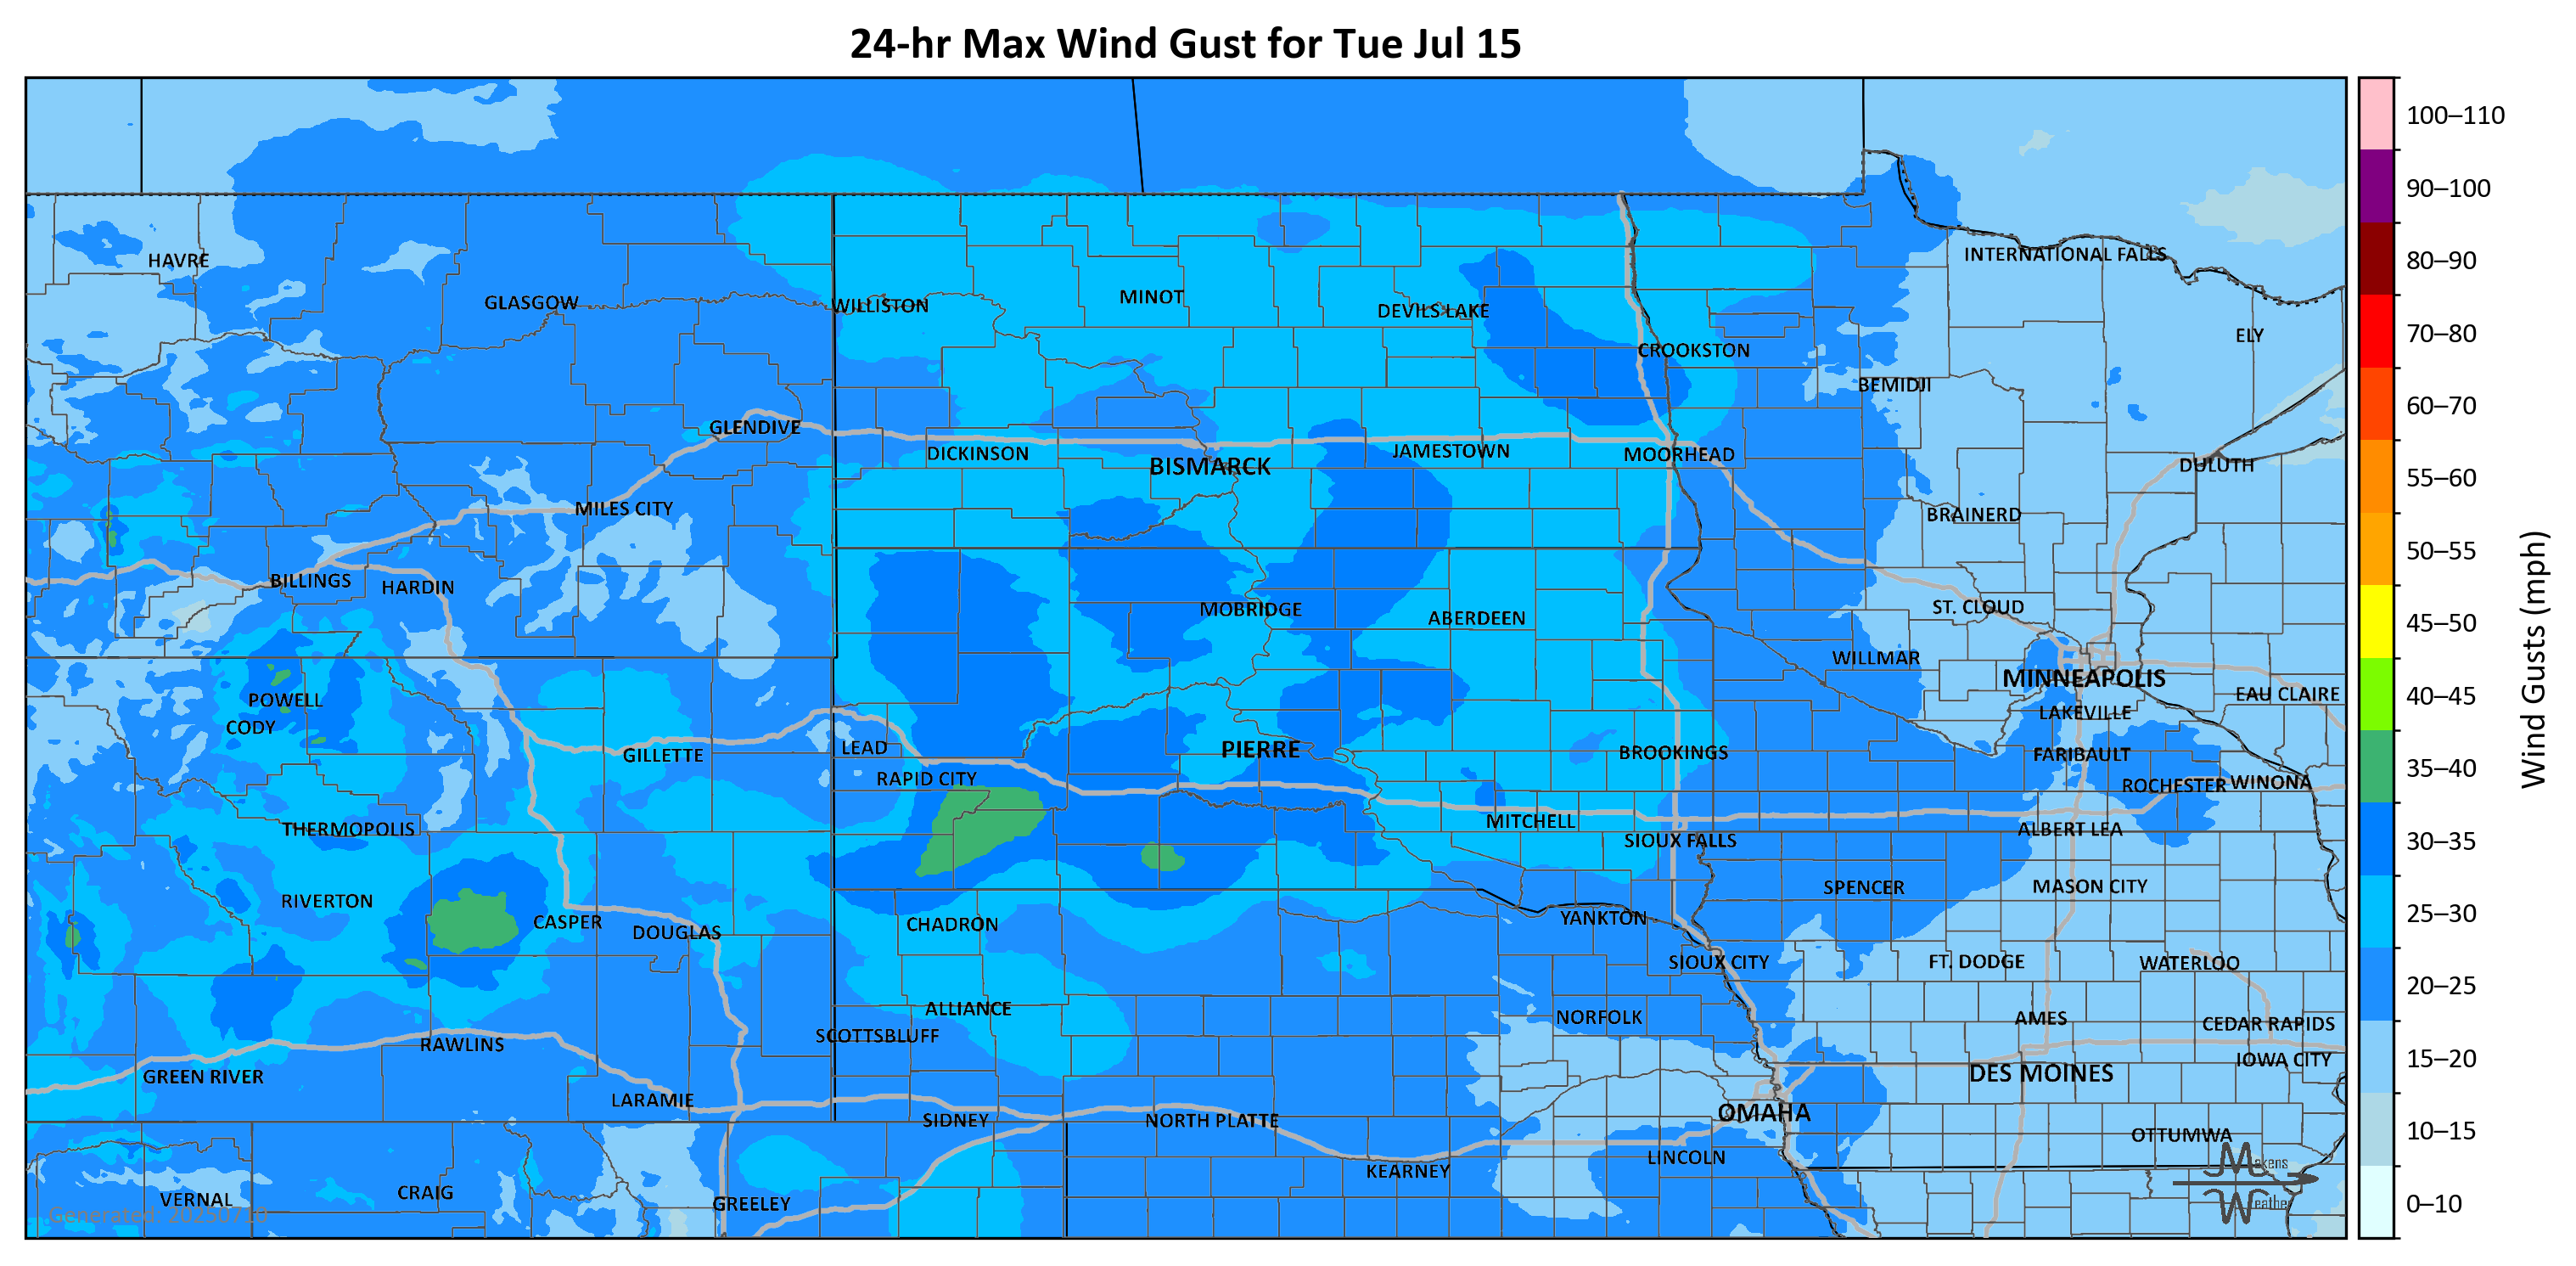 24-hr Max Wind Gust for Tue Jul 15
100–110
90–100
80–90
70–80
60–70
55–60
50–55
45–50
40–45
35–40
30–35
25–30
20–25
15–20
10–15
0–10
Wind Gusts (mph)
HAVRE
GLASGOW
WILLISTON
MINOT
DEVILS LAKE
CROOKSTON
INTERNATIONAL FALLS
ELY
BEMIDJI
GLENDIVE
DICKINSON
BISMARCK
JAMESTOWN
MOORHEAD
DULUTH
MILES CITY
BRAINERD
BILLINGS
HARDIN
MOBRIDGE
ABERDEEN
ST. CLOUD
WILLMAR
MINNEAPOLIS
EAU CLAIRE
POWELL
CODY
LAKEVILLE
GILLETTE
LEAD
PIERRE
BROOKINGS
FARIBAULT
RAPID CITY
ROCHESTER
WINONA
THERMOPOLIS
MITCHELL
SIOUX FALLS
ALBERT LEA
RIVERTON
CASPER
DOUGLAS
CHADRON
YANKTON
SPENCER
MASON CITY
SIOUX CITY
FT. DODGE
WATERLOO
ALLIANCE
SCOTTSBLUFF
NORFOLK
AMES
CEDAR RAPIDS
RAWLINS
GREEN RIVER
IOWA CITY
DES MOINES
LARAMIE
SIDNEY
NORTH PLATTE
OMAHA
OTTUMWA
KEARNEY
LINCOLN
VERNAL
CRAIG
GREELEY
Makens
Weather